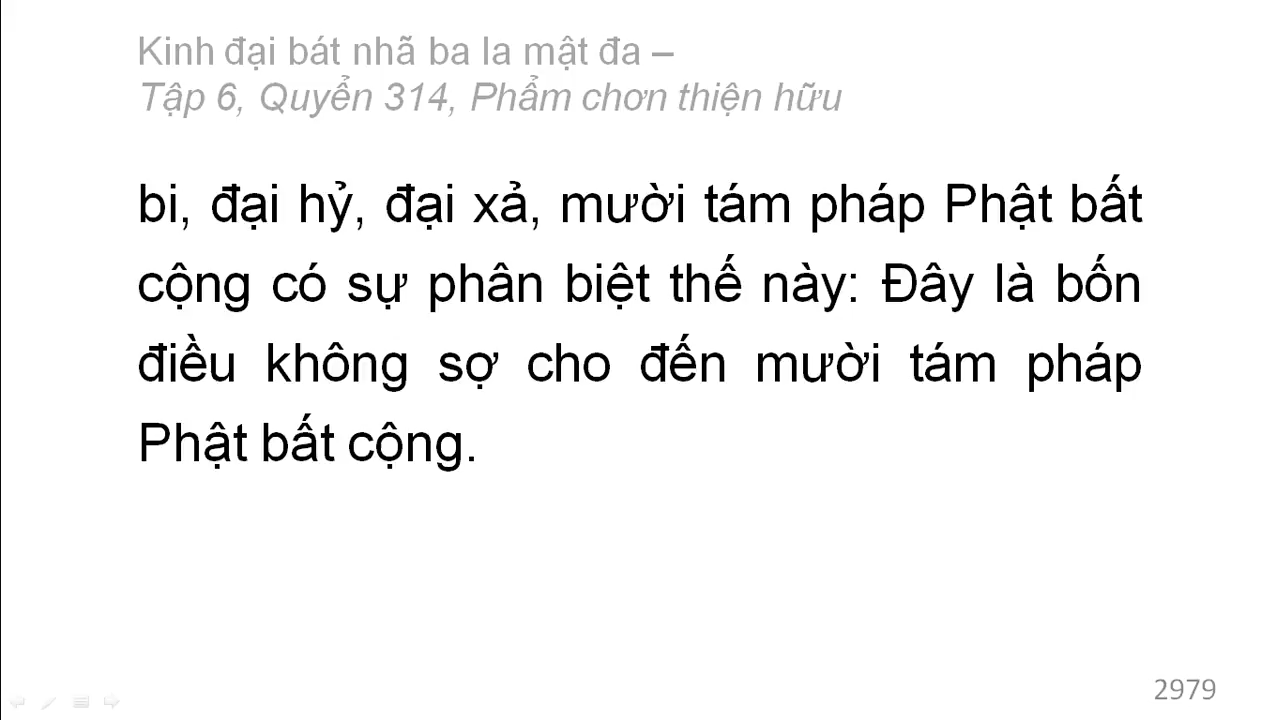 Kinh đại bát nhã ba la mật đa –
Tập 6, Quyển 314, Phẩm chơn thiện hữu
bi, đại hỷ, đại xả, mười tám pháp Phật bất
cộng có sự phân biệt thế này: Đây là bốn
điều không sợ cho đến mười tám pháp
Phật bất cộng.
2979